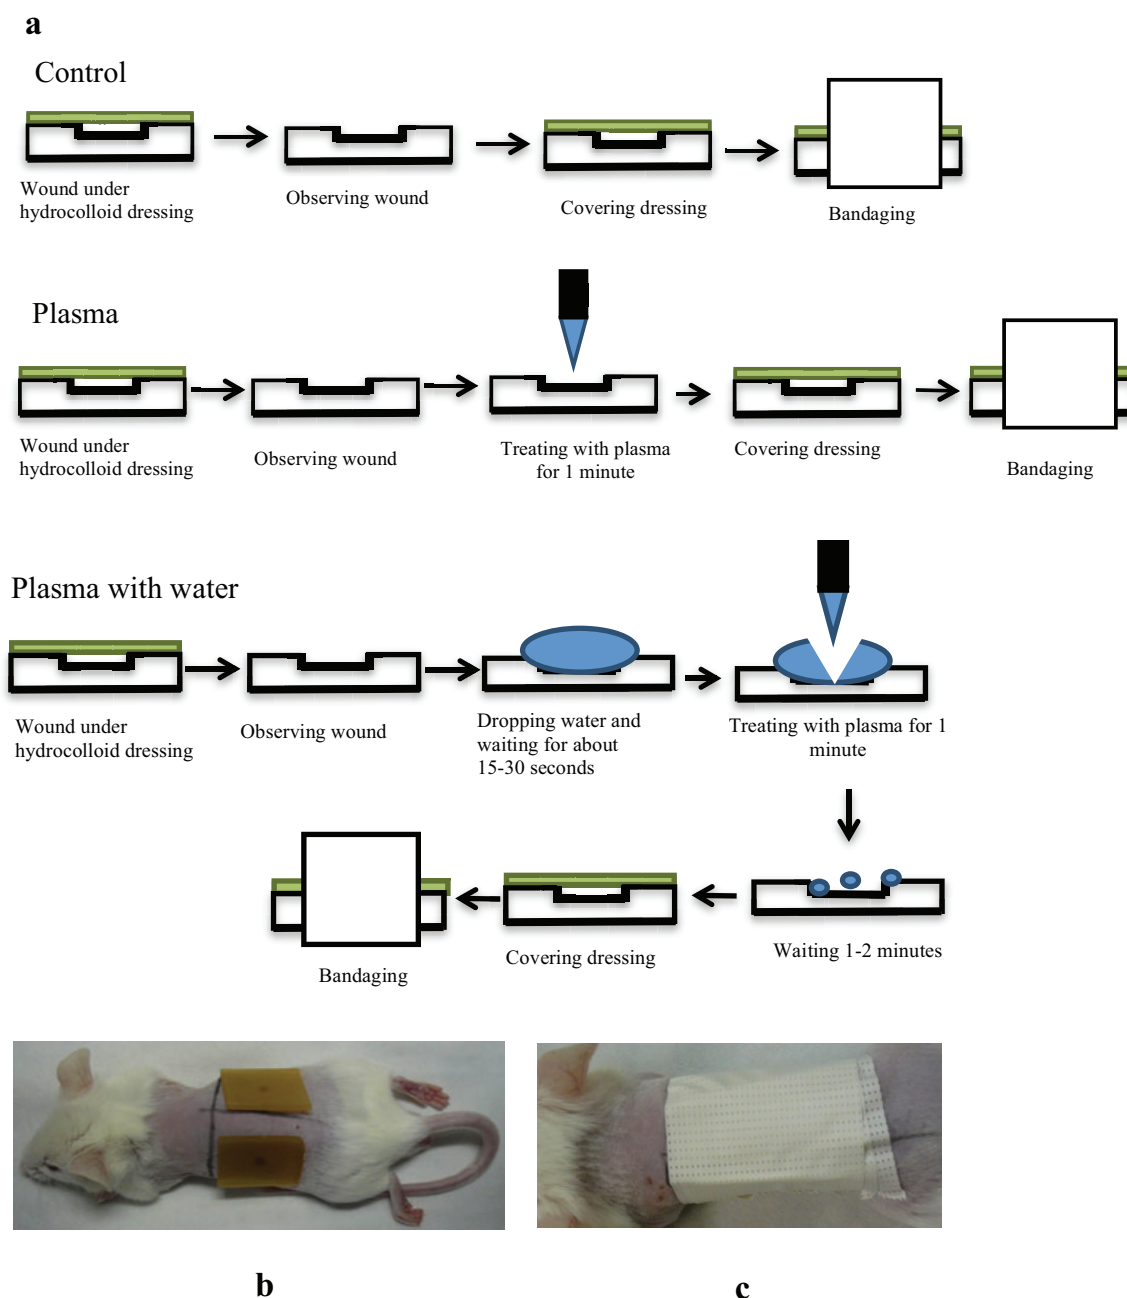 a
Control
Wound under
hydrocolloid dressing
Observing wound
Covering dressing
Bandaging
Plasma
Wound under
hydrocolloid dressing
Observing wound
Treating with plasma
for 1 minute
Covering dressing
Bandaging
Plasma with water
Wound under
hydrocolloid dressing
Observing wound
Dropping water and
waiting for about
15-30 seconds
Treating with plasma for 1
minute
Bandaging
Covering dressing
Waiting 1-2 minutes
b
c